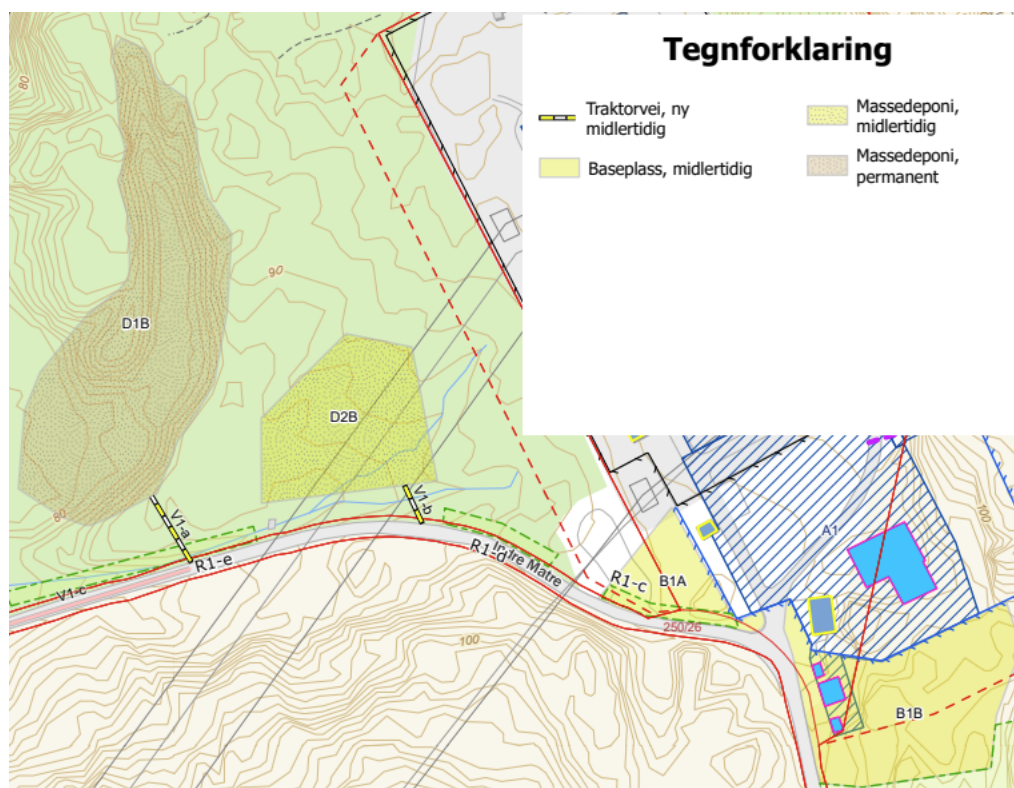 Tegnforklaring
Traktorvei, ny
midlertidig
Massedeponi,
midlertidig
Baseplass, midlertidig
Massedeponi,
permanent
80
90
D1B
D2B
80
V1-a
V1-b
V1-c
R1-e
R1-d
Indre Matre
R1-c
B1A
250/26
A1
100
100
B1B